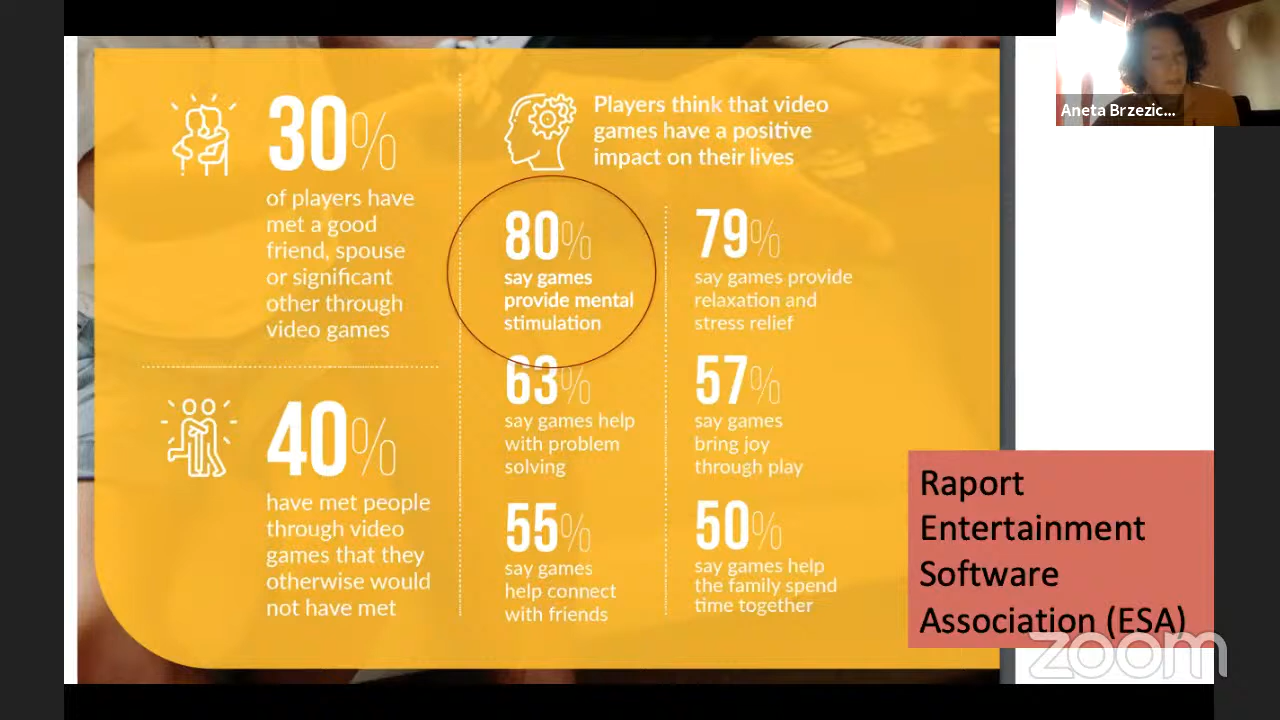 30%
of players have
met a good
friend, spouse
or significant
other through
video games
40%
have met people
through video
games that they
otherwise would
not have met
Players think that video
games have a positive
impact on their lives
80%
say games
provide mental
stimulation
79%
say games provide
relaxation and
stress relief
63%
say games help
with problem
solving
57%
say games
bring joy
through play
55%
say games
help connect
with friends
50%
say games help
the family spend
time together
Raport
Entertainment
Software
Association (ESA)
Aneta Brzezic...
zoom